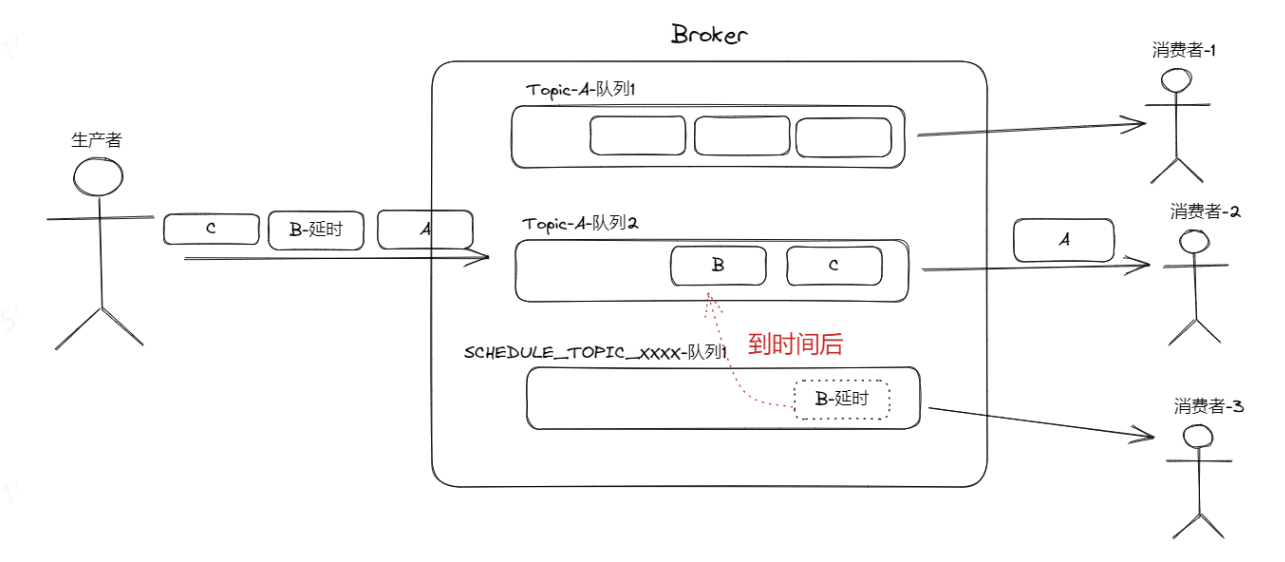 Broker
消费者-1
Topic-A-队列1
生产者
消费者-2
C
B-延时
A
Topic-A-队列2
A
B
C
到时间后
SCHEDULE_TOPIC_XXXX-队列1
B-延时
消费者-3